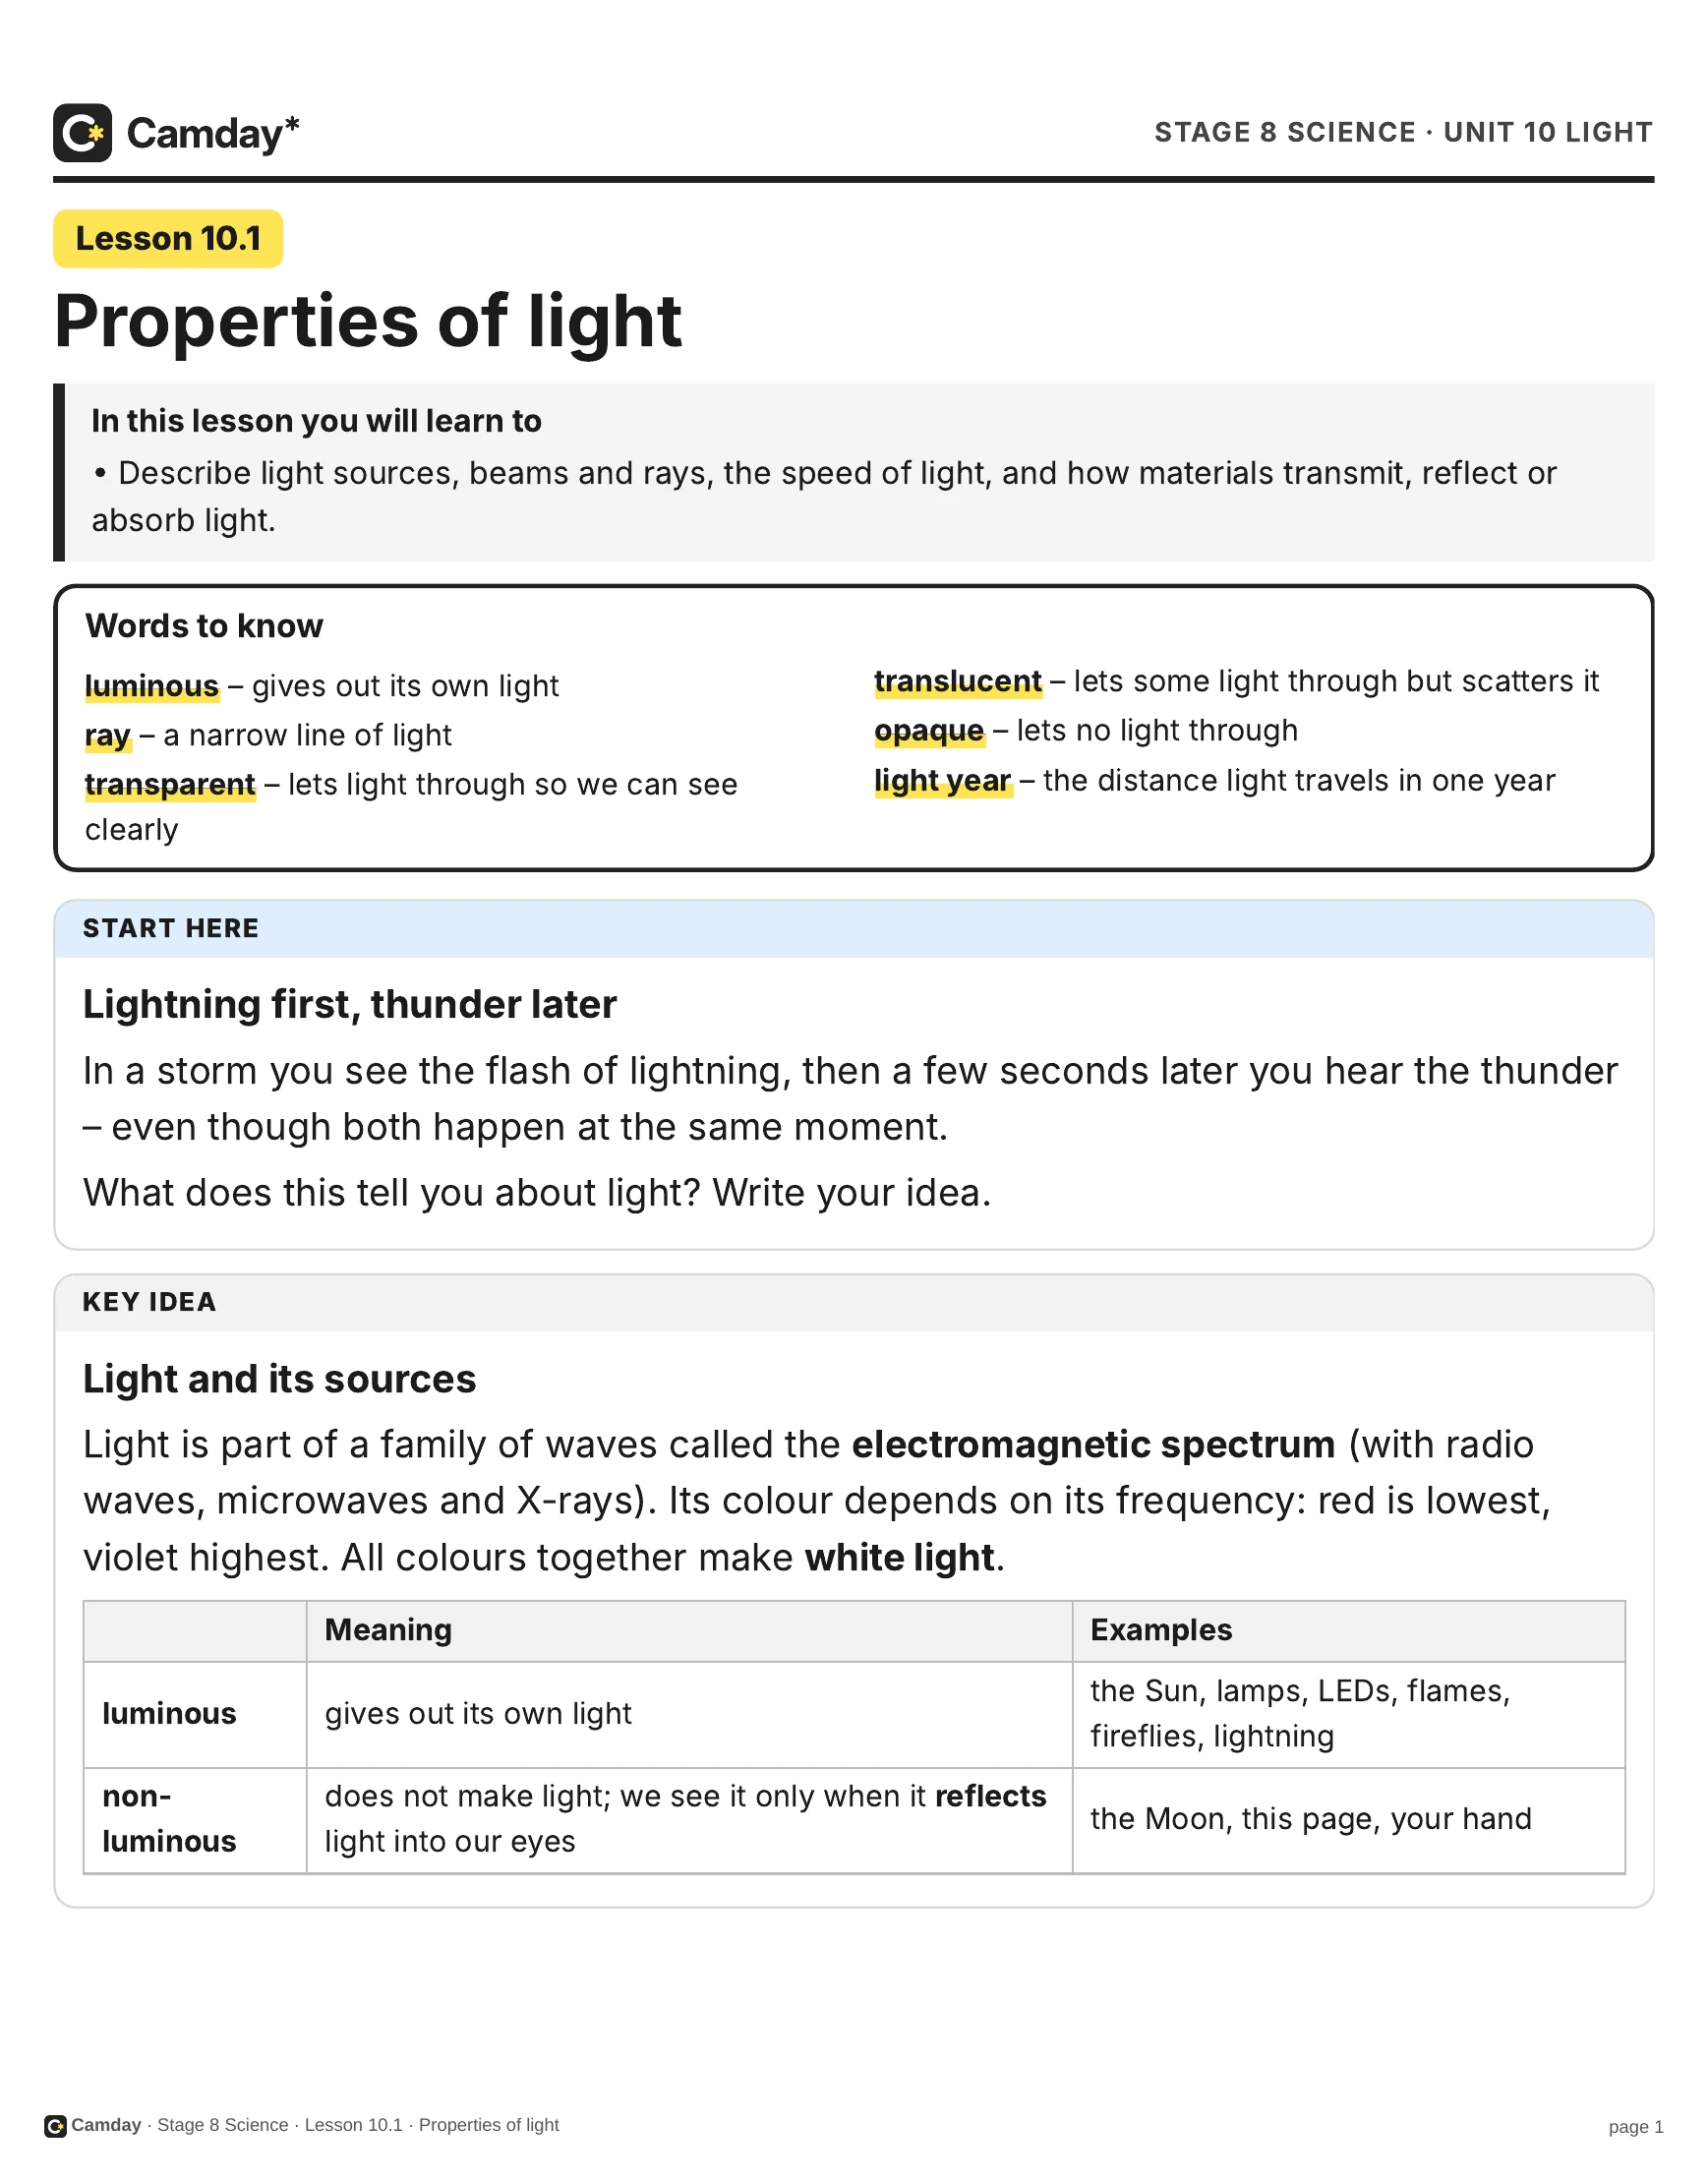 Camday*
STAGE 8 SCIENCE · UNIT 10 LIGHT
Lesson 10.1
Properties of light
In this lesson you will learn to
• Describe light sources, beams and rays, the speed of light, and how materials transmit, reflect or
absorb light.
Words to know
luminous – gives out its own light
ray – a narrow line of light
transparent – lets light through so we can see
clearly
translucent – lets some light through but scatters it
opaque – lets no light through
light year – the distance light travels in one year
START HERE
Lightning first, thunder later
In a storm you see the flash of lightning, then a few seconds later you hear the thunder
– even though both happen at the same moment.
What does this tell you about light? Write your idea.
KEY IDEA
Light and its sources
Light is part of a family of waves called the electromagnetic spectrum (with radio
waves, microwaves and X-rays). Its colour depends on its frequency: red is lowest,
violet highest. All colours together make white light.
Meaning
Examples
luminous
gives out its own light
the Sun, lamps, LEDs, flames,
fireflies, lightning
non-
luminous
does not make light; we see it only when it reflects
light into our eyes
the Moon, this page, your hand
Camday · Stage 8 Science · Lesson 10.1 · Properties of light
page 1